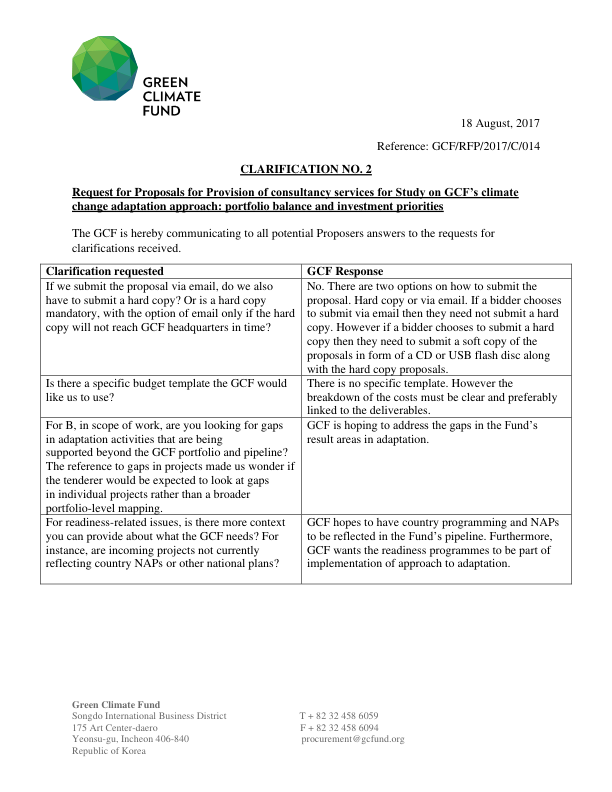 GREEN
CLIMATE
FUND
18 August, 2017
Reference: GCF/RFP/2017/C/014
CLARIFICATION NO. 2
Request for Proposals for Provision of consultancy services for Study on GCF's climate
change adaptation approach: portfolio balance and investment priorities
The GCF is hereby communicating to all potential Proposers answers to the requests for
clarifications received.
Clarification requested
GCF Response
If we submit the proposal via email, do we also
have to submit a hard copy? Or is a hard copy
mandatory, with the option of email only if the hard
copy will not reach GCF headquarters in time?
No. There are two options on how to submit the
proposal. Hard copy or via email. If a bidder chooses
to submit via email then they need not submit a hard
copy. However if a bidder chooses to submit a hard
copy then they need to submit a soft copy of the
proposals in form of a CD or USB flash disc along
with the hard copy proposals.
Is there a specific budget template the GCF would
like us to use?
There is no specific template. However the
breakdown of the costs must be clear and preferably
linked to the deliverables.
For B, in scope of work, are you looking for gaps
in adaptation activities that are being
supported beyond the GCF portfolio and pipeline?
The reference to gaps in projects made us wonder if
the tenderer would be expected to look at gaps
in individual projects rather than a broader
portfolio-level mapping.
GCF is hoping to address the gaps in the Fund's
result areas in adaptation.
For readiness-related issues, is there more context
you can provide about what the GCF needs? For
instance, are incoming projects not currently
reflecting country NAPs or other national plans?
GCF hopes to have country programming and NAPs
to be reflected in the Fund's pipeline. Furthermore,
GCF wants the readiness programmes to be part of
implementation of approach to adaptation.
Green Climate Fund
Songdo International Business District
175 Art Center-daero
Yeonsu-gu, Incheon 406-840
Republic of Korea
T + 82 32 458 6059
F + 82 32 458 6094
procurement@gcfund.org